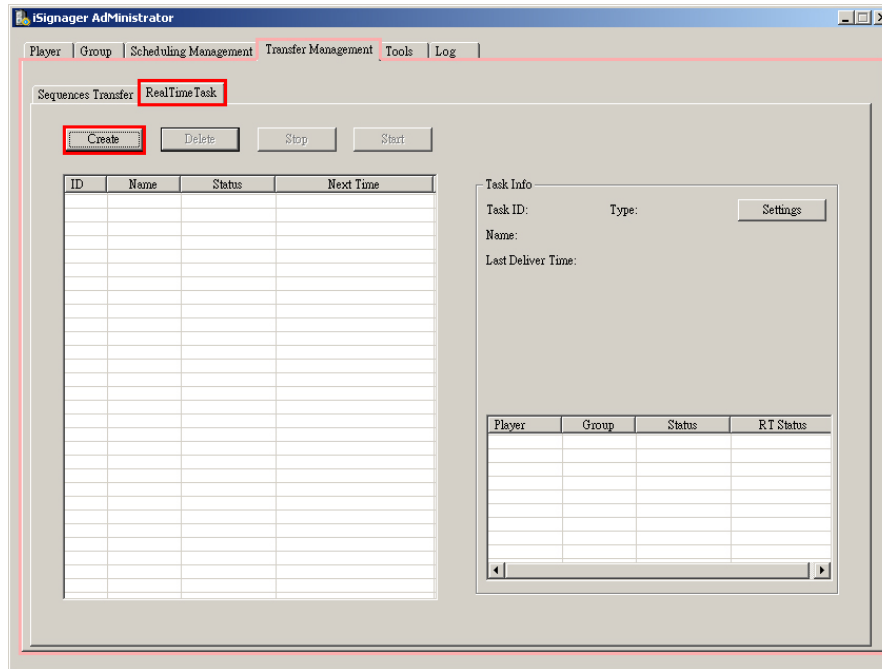 iSignager AdMinistrator
Player Group Scheduling Management Transfer Management Tools Log
Sequences Transfer RealTimeTask
Create Delete Stop Start
ID Name Status Next Time
Task Info
Task ID: Type: Settings
Name:
Last Deliver Time:
Player Group Status RT Status